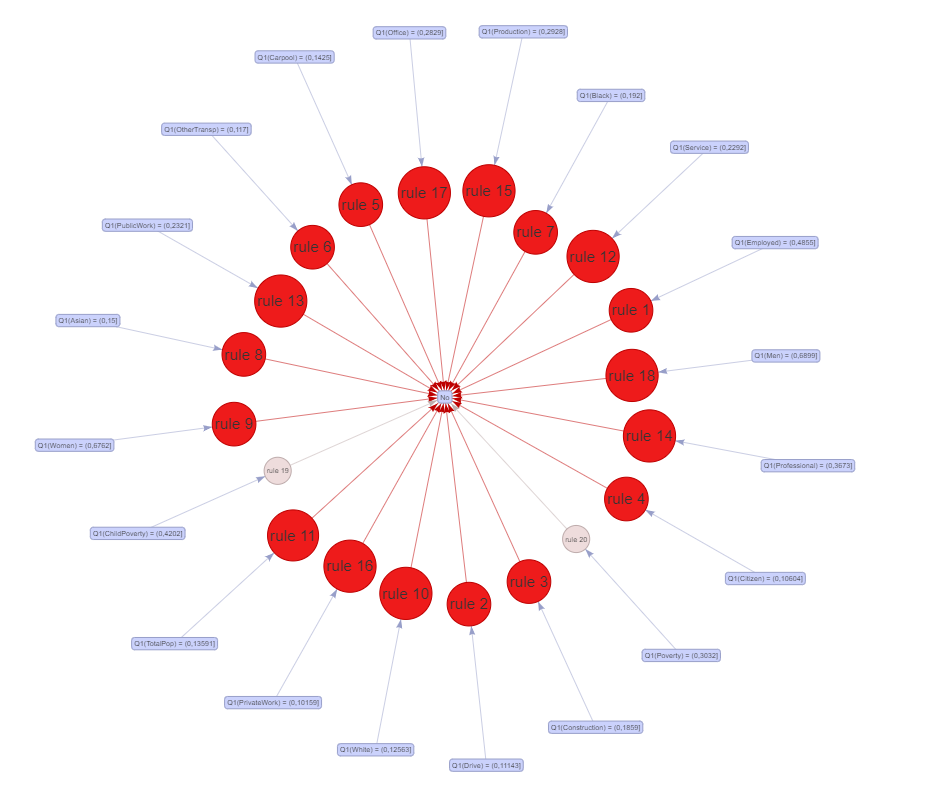 Q1(Office) = (0,2829]
Q1(Production) = (0,2928]
Q1(Carpool) = (0,1425]
Q1(Black) = (0,192]
Q1(OtherTransp) = (0,117]
Q1(Service) = (0,2292]
rule 17
rule 15
rule 5
Q1(PublicWork) = (0,2321]
rule 7
Q1(Employed) = (0,4855]
rule 6
rule 12
rule 13
rule 1
Q1(Asian) = (0,15]
rule 8
Q1(Men) = (0,6899]
rule 18
No
rule 9
rule 14
Q1(Women) = (0,6762]
Q1(Professional) = (0,3673]
rule 19
rule 4
Q1(ChildPoverty) = (0,4202]
rule 11
rule 20
rule 16
Q1(Citizen) = (0,10604]
rule 3
rule 10
rule 2
Q1(TotalPop) = (0,13591]
Q1(Poverty) = (0,3032]
Q1(PrivateWork) = (0,10159]
Q1(Construction) = (0,1859]
Q1(White) = (0,12563]
Q1(Drive) = (0,11143]